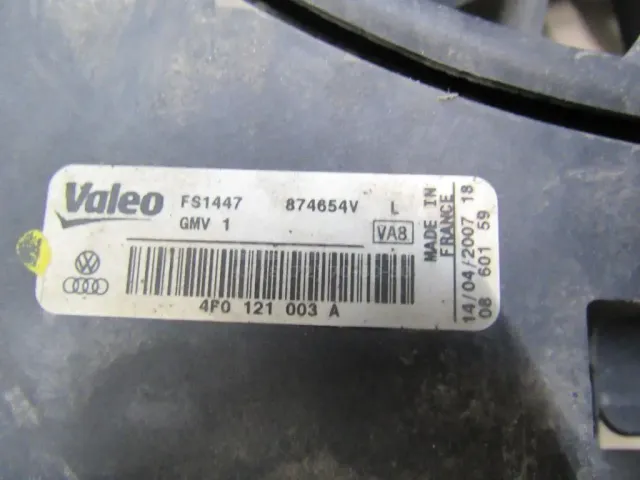 Valeo FS1447 874654V L
GMV 1 VA8
4F0 121 003 A
MADE IN
FRANCE
14/04/2007 18
08 601 59